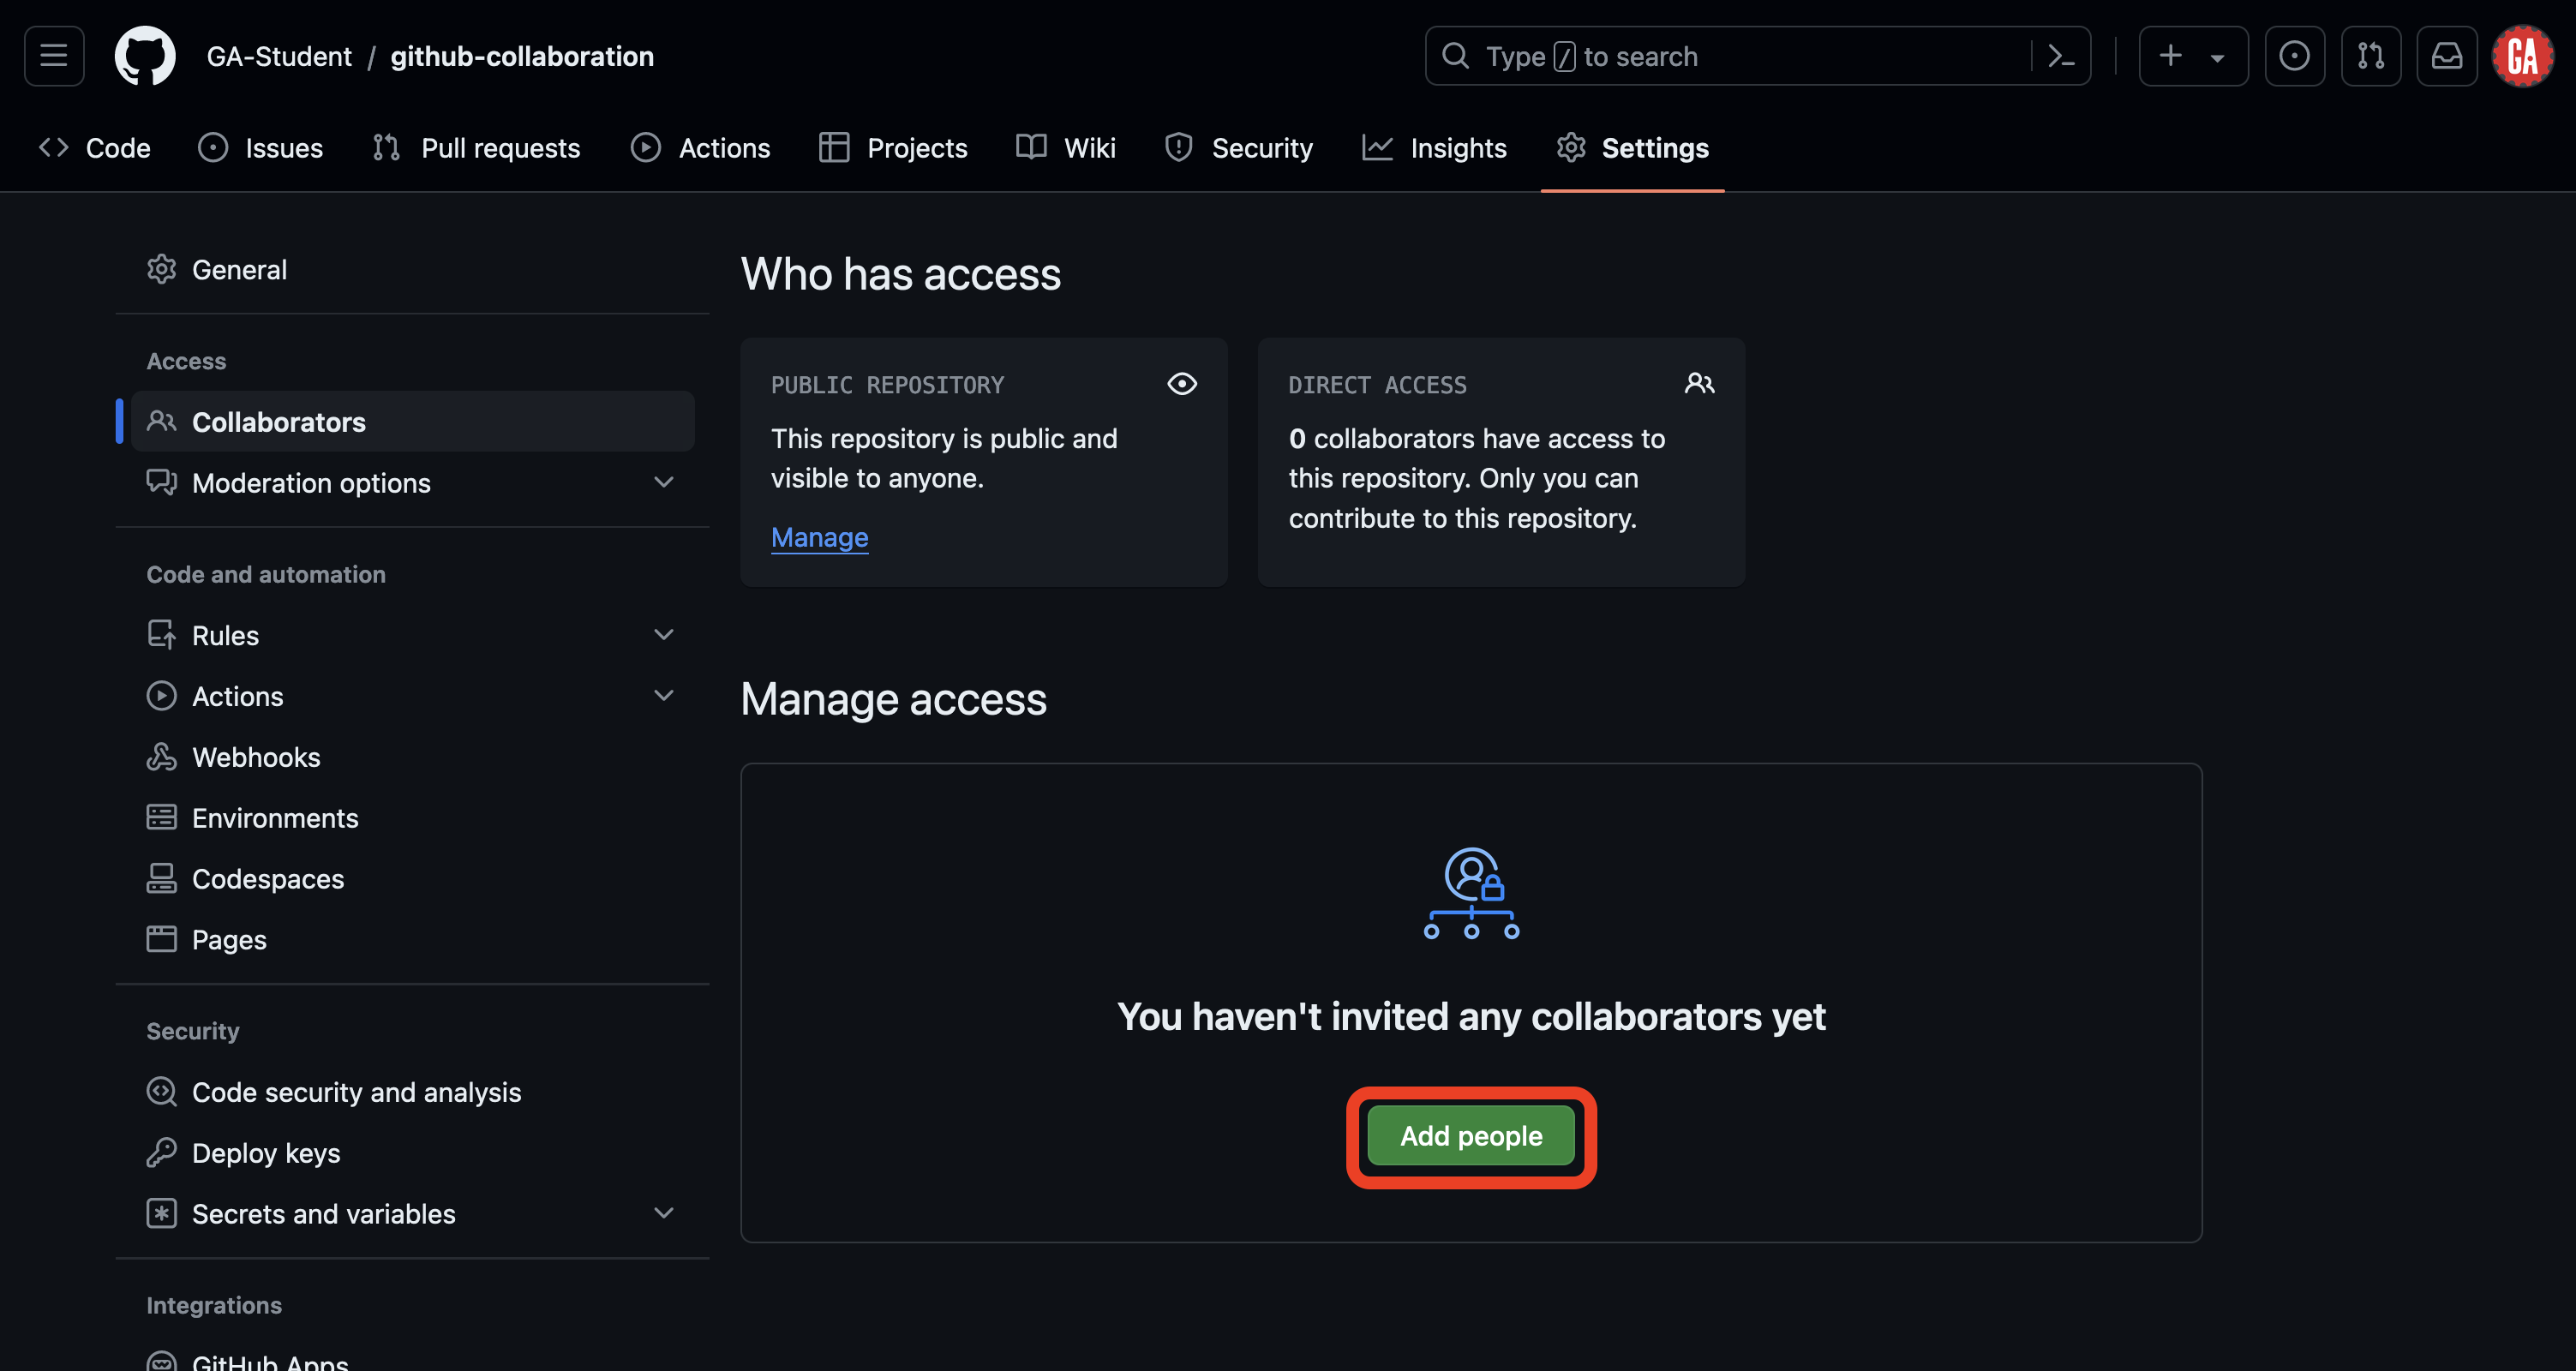 GA-Student / github-collaboration
Type / to search
GA
Code
Issues
Pull requests
Actions
Projects
Wiki
Security
Insights
Settings
General
Access
Collaborators
Moderation options
Code and automation
Rules
Actions
Webhooks
Environments
Codespaces
Pages
Security
Code security and analysis
Deploy keys
Secrets and variables
Integrations
GitHub Apps
Who has access
PUBLIC REPOSITORY
This repository is public and
visible to anyone.
Manage
DIRECT ACCESS
0 collaborators have access to
this repository. Only you can
contribute to this repository.
Manage access
You haven't invited any collaborators yet
Add people